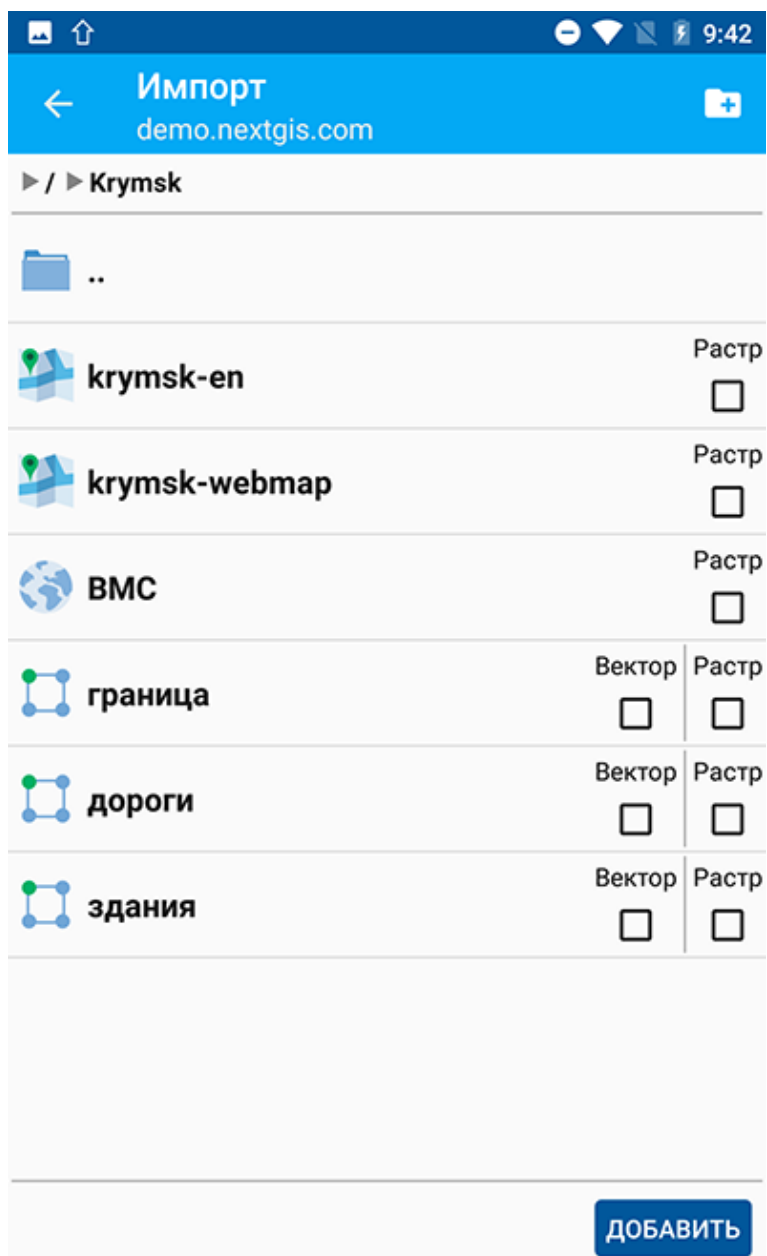 9:42
Импорт
demo.nextgis.com
/ Krymsk
..
Растр
krymsk-en
Растр
krymsk-webmap
Растр
ВМС
Вектор Растр
граница
Вектор Растр
дороги
Вектор Растр
здания
ДОБАВИТЬ